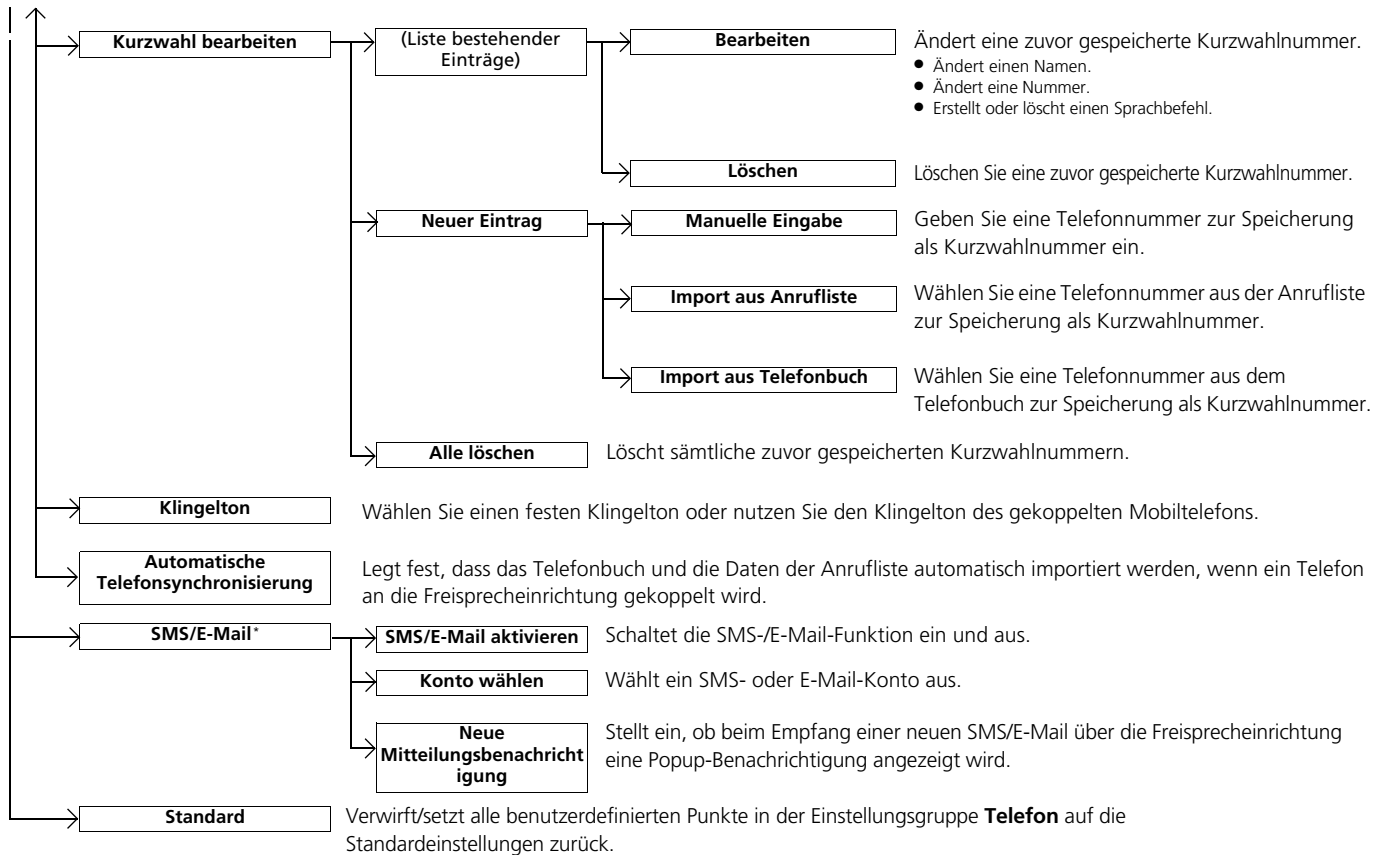 Kurzwahl bearbeiten
(Liste bestehender
Einträge)
Bearbeiten
Ändert eine zuvor gespeicherte Kurzwahlnummer.
● Ändert einen Namen.
● Ändert eine Nummer.
● Erstellt oder löscht einen Sprachbefehl.
Löschen
Löschen Sie eine zuvor gespeicherte Kurzwahlnummer.
Neuer Eintrag
Manuelle Eingabe
Geben Sie eine Telefonnummer zur Speicherung
als Kurzwahlnummer ein.
Import aus Anrufliste
Wählen Sie eine Telefonnummer aus der Anrufliste
zur Speicherung als Kurzwahlnummer.
Import aus Telefonbuch
Wählen Sie eine Telefonnummer aus dem
Telefonbuch zur Speicherung als Kurzwahlnummer.
Alle löschen
Löscht sämtliche zuvor gespeicherten Kurzwahlnummern.
Klingelton
Wählen Sie einen festen Klingelton oder nutzen Sie den Klingelton des gekoppelten Mobiltelefons.
Automatische
Telefonsynchronisierung
Legt fest, dass das Telefonbuch und die Daten der Anrufliste automatisch importiert werden, wenn ein Telefon
an die Freisprecheinrichtung gekoppelt wird.
SMS/E-Mail*
SMS/E-Mail aktivieren
Schaltet die SMS-/E-Mail-Funktion ein und aus.
Konto wählen
Wählt ein SMS- oder E-Mail-Konto aus.
Neue
Mitteilungsbenachricht
igung
Stellt ein, ob beim Empfang einer neuen SMS/E-Mail über die Freisprecheinrichtung
eine Popup-Benachrichtigung angezeigt wird.
Standard
Verwirft/setzt alle benutzerdefinierten Punkte in der Einstellungsgruppe Telefon auf die
Standardeinstellungen zurück.